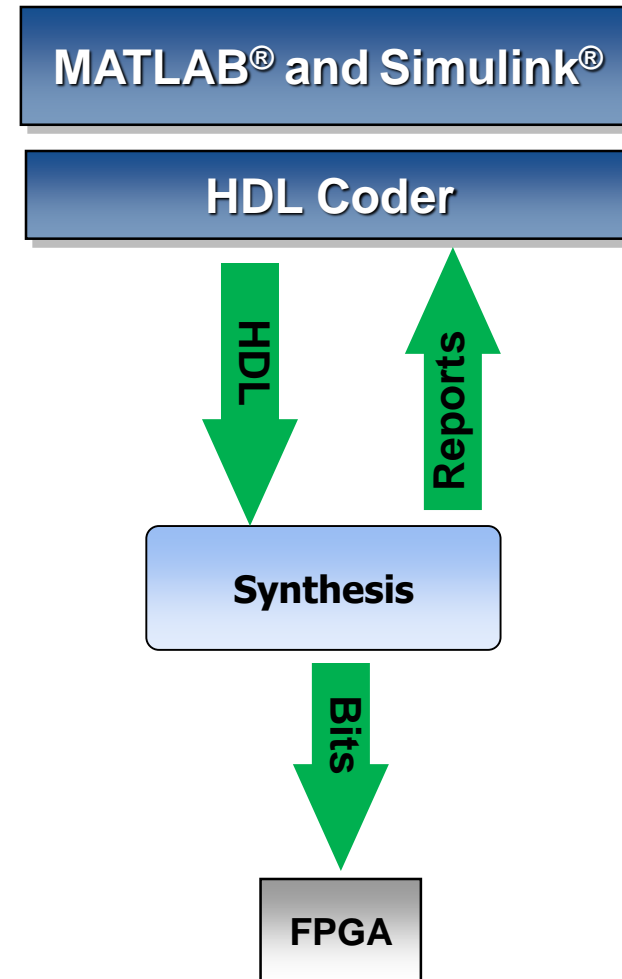 MATLAB® and Simulink®
HDL Coder
HDL
Reports
Synthesis
Bits
FPGA